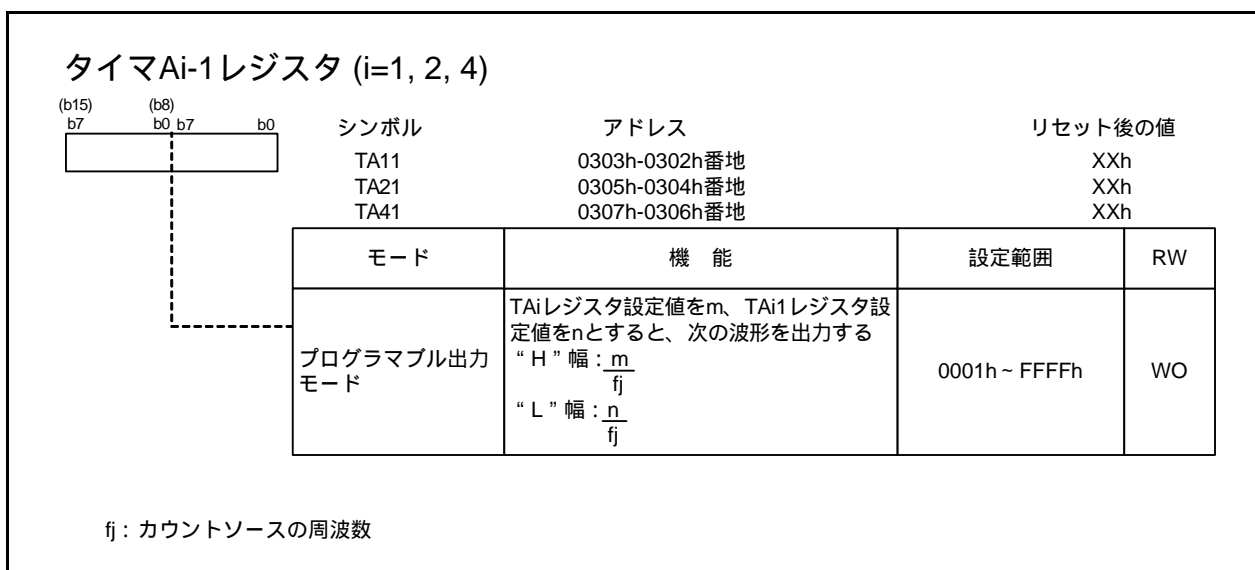 タイマAi-1レジスタ (i=1, 2, 4)
(b15) (b8)
b7 b0 b7 b0
シンボル アドレス リセット後の値
TA11 0303h-0302h番地 XXh
TA21 0305h-0304h番地 XXh
TA41 0307h-0306h番地 XXh
モード 機 能 設定範囲 RW
プログラマブル出力
モード
TAiレジスタ設定値をm、TAi1レジスタ設
定値をnとすると、次の波形を出力する
“H”幅:m
fj
“L”幅:n
fj
0001h~FFFFh
WO
fj:カウントソースの周波数